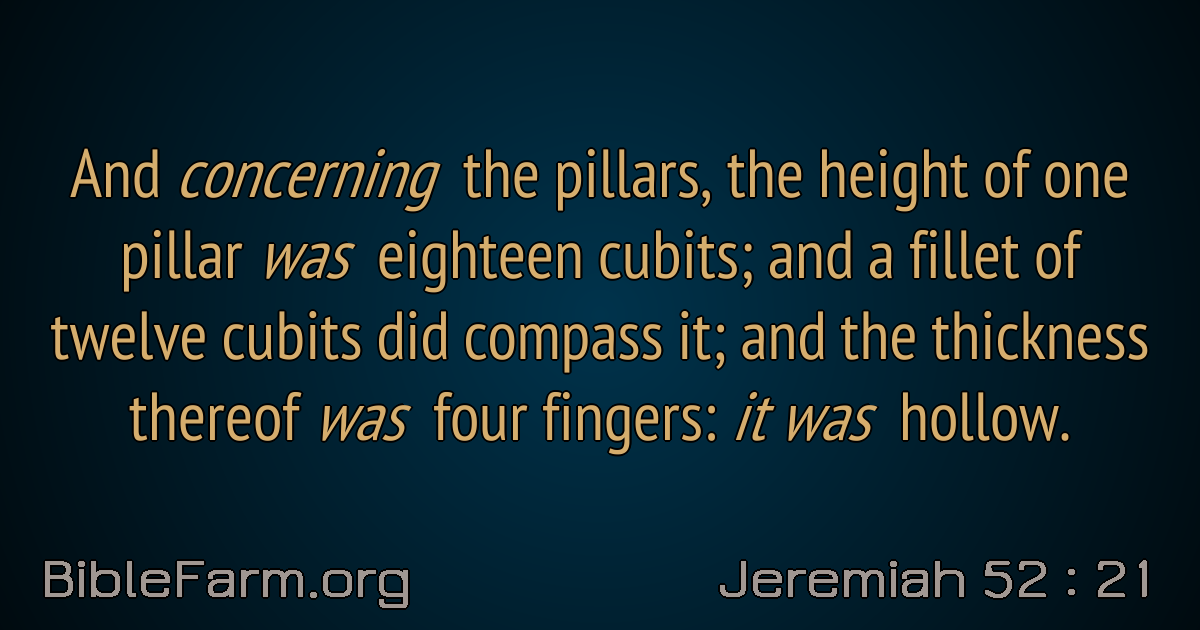 And concerning the pillars, the height of one
pillar was eighteen cubits; and a fillet of
twelve cubits did compass it; and the thickness
thereof was four fingers: it was hollow.
BibleFarm.org
Jeremiah 52 : 21